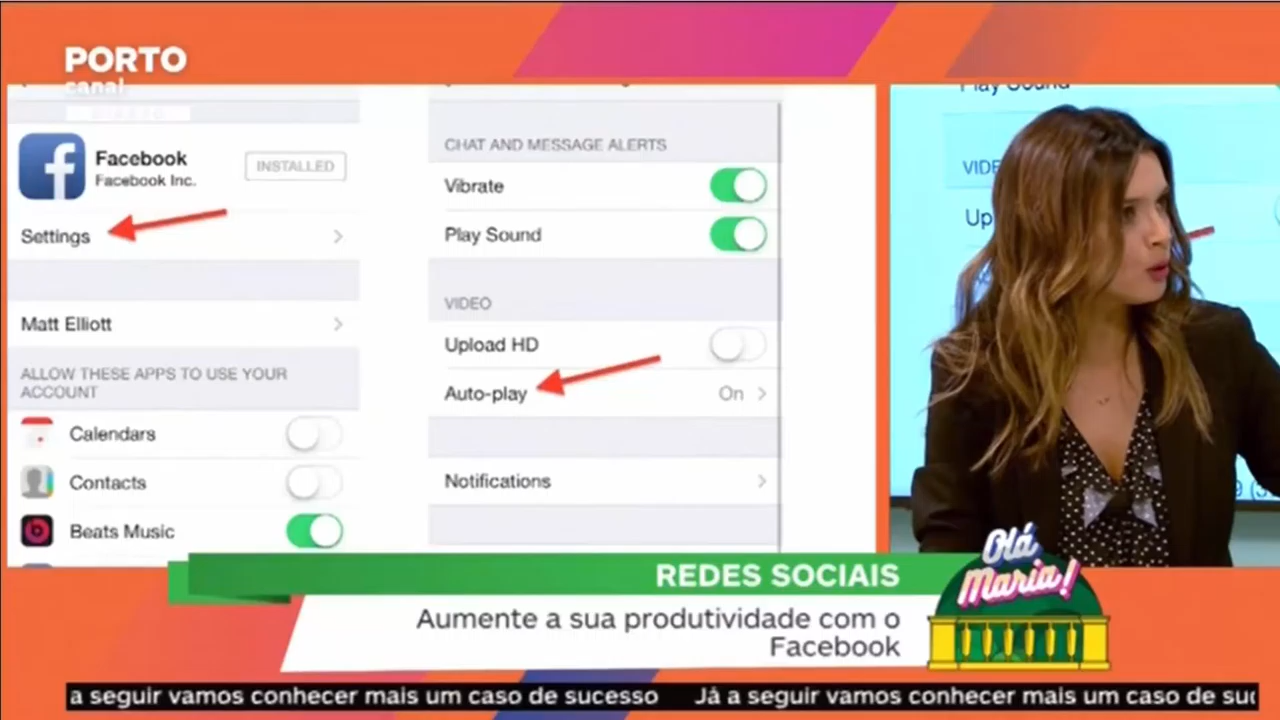 PORTO
canal
Facebook
Facebook Inc.
INSTALLED
Settings
Matt Elliott
ALLOW THESE APPS TO USE YOUR
ACCOUNT
Calendars
Contacts
Beats Music
CHAT AND MESSAGE ALERTS
Vibrate
Play Sound
VIDEO
Upload HD
Auto-play
On
Notifications
Play Sound
Up
REDES SOCIAIS
Aumente a sua produtividade com o
Facebook
Olá
Maria!
a seguir vamos conhecer mais um caso de sucesso Já a seguir vamos conhecer mais um caso de suc